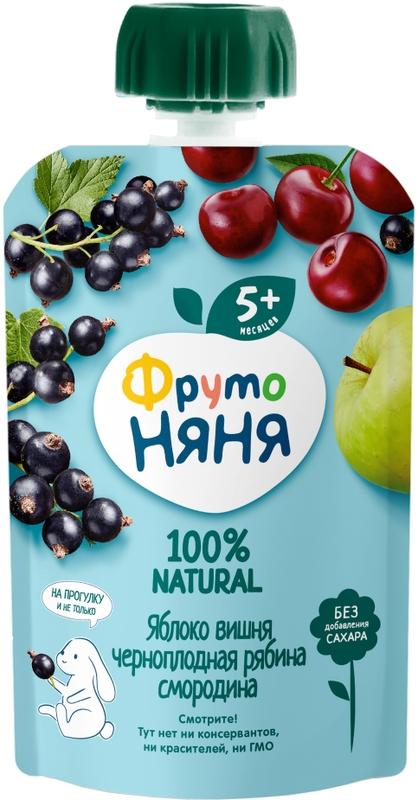 5+
месяцев
Фруто
НЯНЯ
100%
NATURAL
НА ПРОГУЛКУ
И НЕ ТОЛЬКО
БЕЗ
добавления
САХАРА
Яблоко вишня
черноплодная рябина
смородина
Смотрите!
Тут нет ни консервантов,
ни красителей, ни ГМО